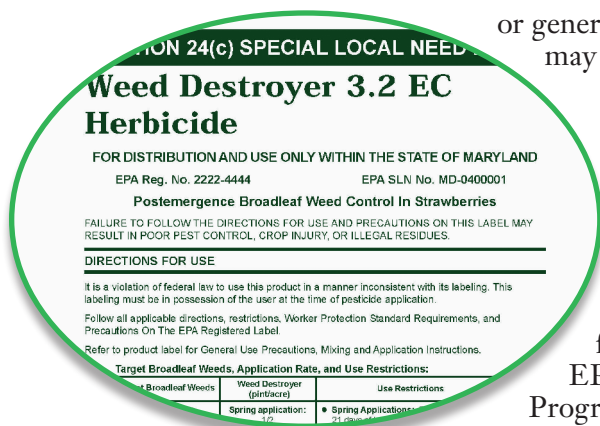 or gener
may
ION 24(c) SPECIAL LOCAL NEED
Weed Destroyer 3.2 EC
Herbicide
FOR DISTRIBUTION AND USE ONLY WITHIN THE STATE OF MARYLAND
EPA Reg. No. 2222-4444 EPA SLN No. MD-0400001
Postemergence Broadleaf Weed Control In Strawberries
FAILURE TO FOLLOW THE DIRECTIONS FOR USE AND PRECAUTIONS ON THIS LABEL MAY
RESULT IN POOR PEST CONTROL, CROP INJURY, OR ILLEGAL RESIDUES.
DIRECTIONS FOR USE
It is a violation of federal law to use this product in a manner inconsistent with its labeling. This
labeling must be in possession of the user at the time of pesticide application.
Follow all applicable directions, restrictions, Worker Protection Standard Requirements, and
Precautions On The EPA Registered Label.
Refer to product label for General Use Precautions, Mixing and Application Instructions.
Target Broadleaf Weeds, Application Rate, and Use Restrictions:
t Broadleaf Weeds Weed Destroyer Use Restrictions
(pint/acre)
Spring application: • Spring Applications:
1/2 21 days
f
EP
Progr